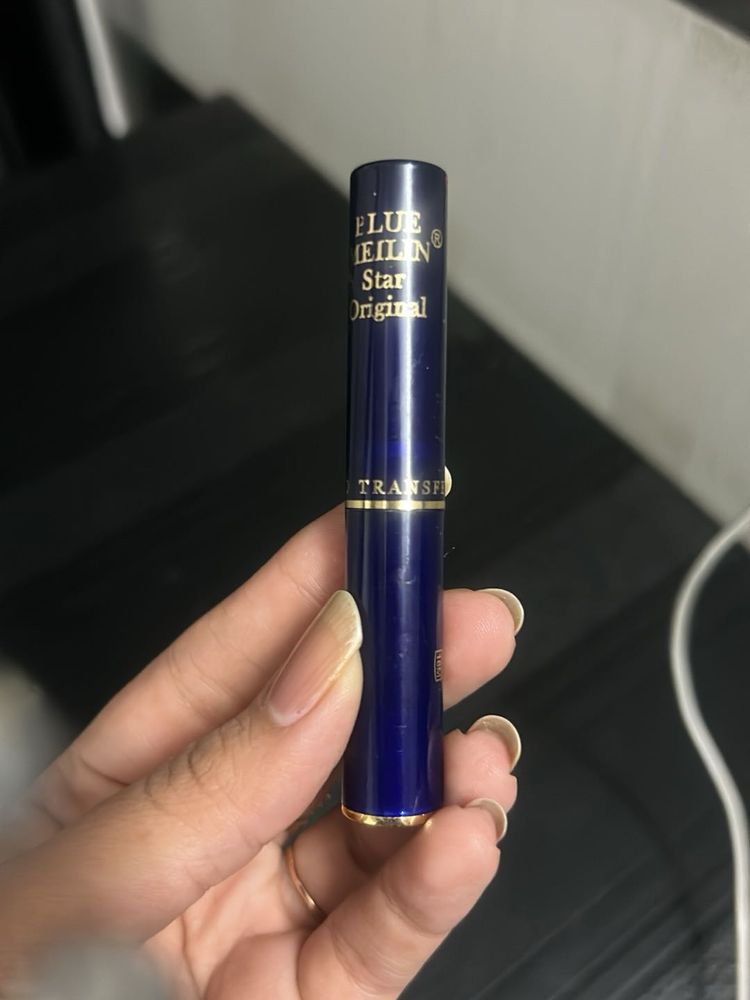 BLUE
MEILIN®
Star
Original
TRANSF